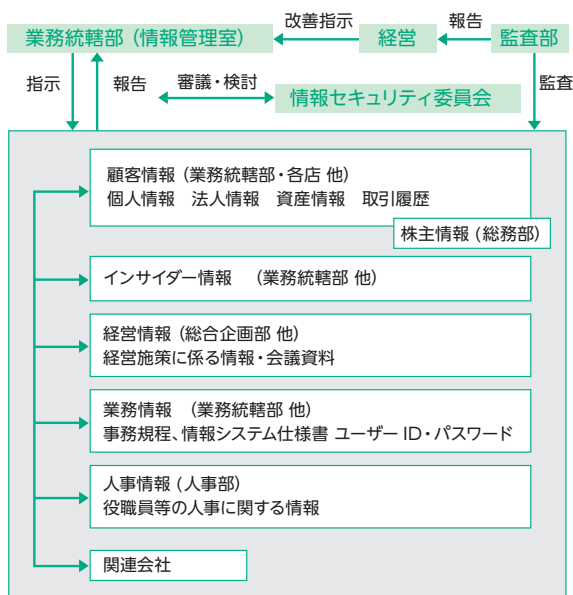 改善指示
報告
業務統轄部(情報管理室)
経営
監査部
指示
報告
審議・検討
監査
情報セキュリティ委員会
顧客情報(業務統轄部・各店 他)
個人情報 法人情報 資産情報 取引履歴
株主情報(総務部)
インサイダー情報 (業務統轄部 他)
経営情報(総合企画部 他)
経営施策に係る情報・会議資料
業務情報 (業務統轄部 他)
事務規程、情報システム仕様書 ユーザー ID・パスワード
人事情報(人事部)
役職員等の人事に関する情報
関連会社